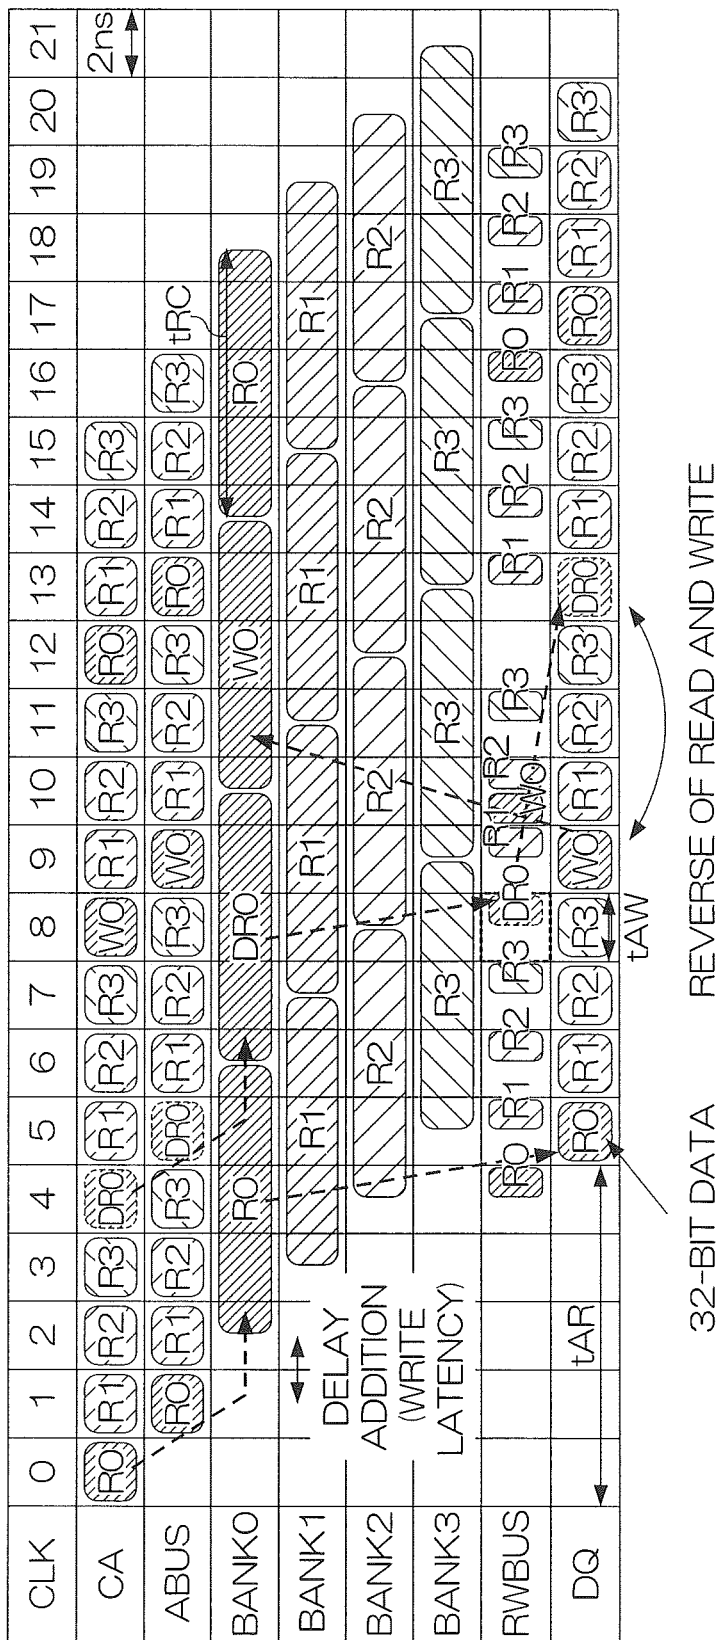 CLK 0 1 2 3 4 5 6 7 8 9 10 11 12 13 14 15 16 17 18 19 20 21
2ns
CA R0 R1 R2 R3 DR0 R1 R2 R3 W0 R1 R2 R3 R0 R1 R2 R3
ABUS R0 R1 R2 R3 DR0 R1 R2 R3 W0 R1 R2 R3 R0 R1 R2 R3
tRC
BANK0 R0 DR0 W0 R0
BANK1 R1 R1 R1 R1
DELAY
ADDITION
(WRITE
LATENCY)
BANK2 R2 R2 R2 R2
BANK3 R3 R3 R3 R3
RWBUS R0 R1 R2 R3 DR0 R1 W0 R2 R3 R1 R2 R3 R0 R1 R2 R3
DQ tAR R0 R1 R2 R3 W0 R1 R2 R3 DR0 R1 R2 R3 R0 R1 R2 R3
tAW
32-BIT DATA
REVERSE OF READ AND WRITE